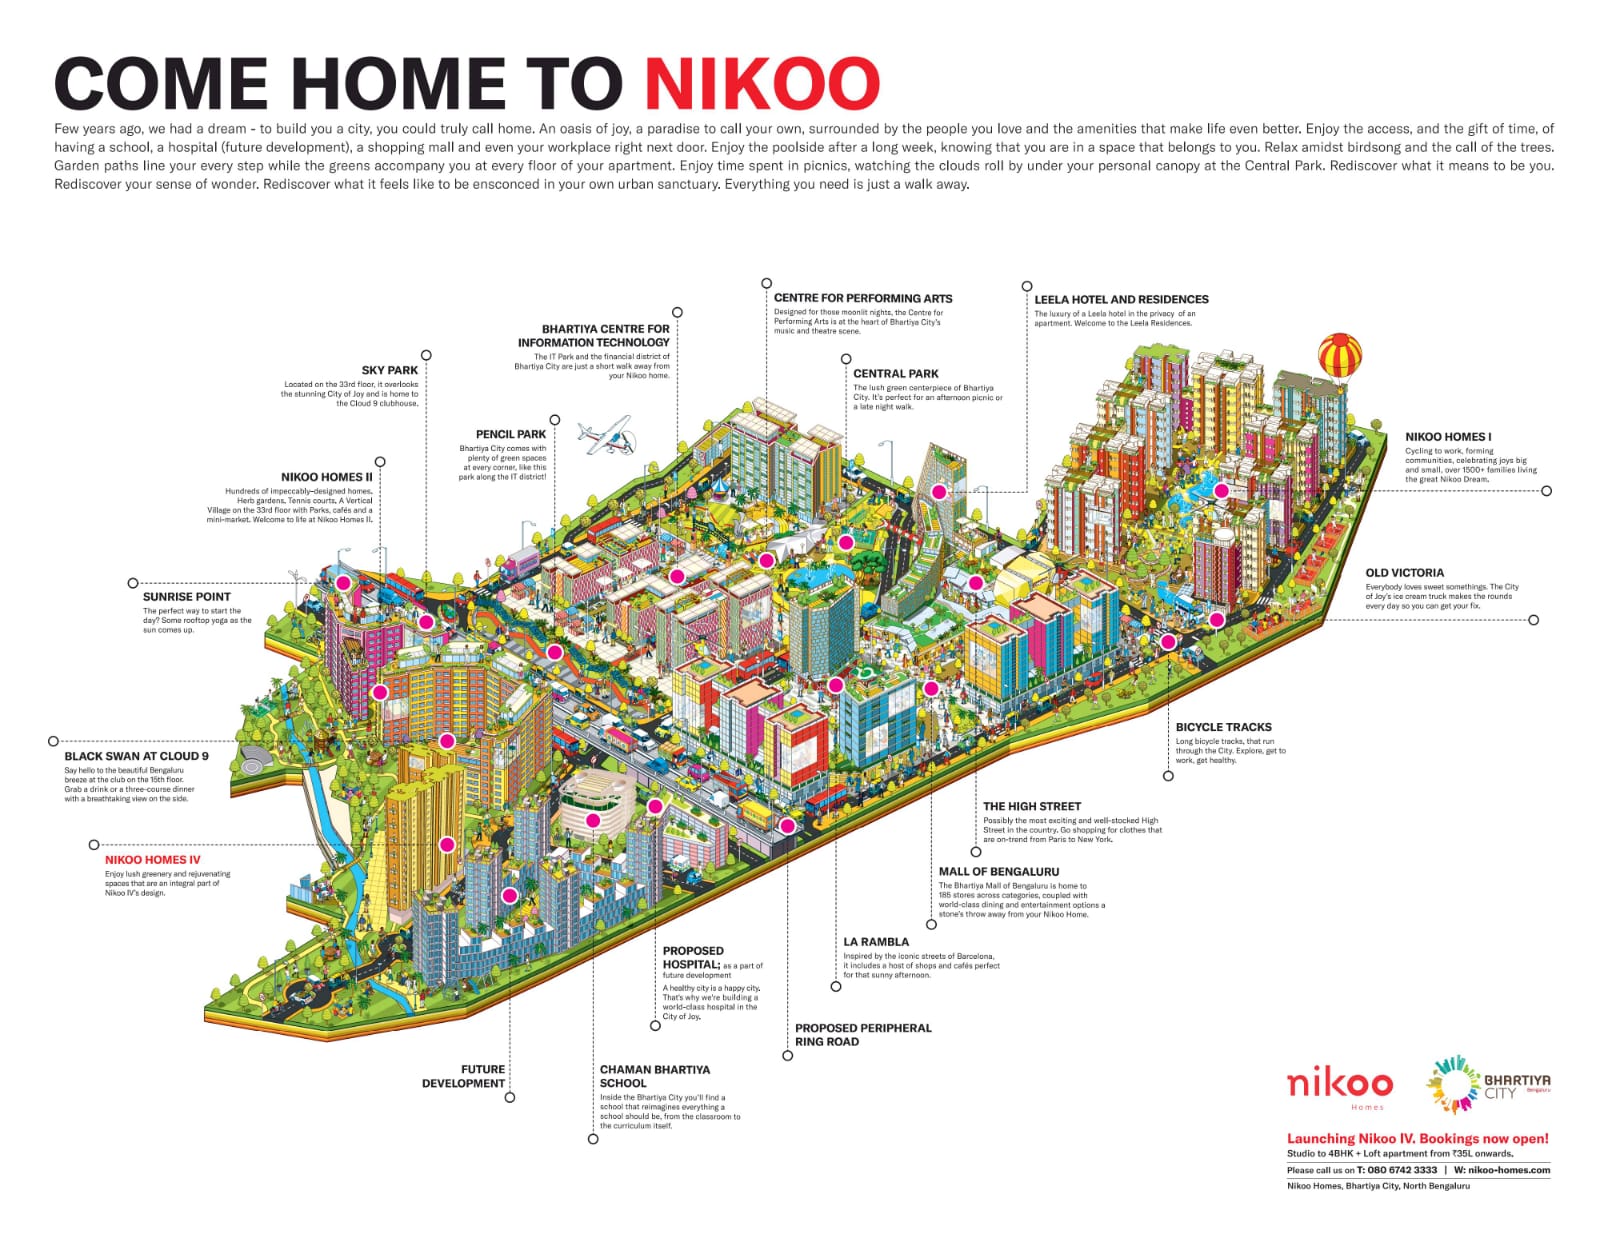 COME HOME TO NIKOO
Few years ago, we had a dream - to build you a city, you could truly call home. An oasis of joy, a paradise to call your own, surrounded by the people you love and the amenities that make life even better. Enjoy the access, and the gift of time, of
having a school, a hospital (future development), a shopping mall and even your workplace right next door. Enjoy the poolside after a long week, knowing that you are in a space that belongs to you. Relax amidst birdsong and the call of the trees.
Garden paths line your every step while the greens accompany you at every floor of your apartment. Enjoy time spent in picnics, watching the clouds roll by under your personal canopy at the Central Park. Rediscover what it means to be you.
Rediscover your sense of wonder. Rediscover what it feels like to be ensconced in your own urban sanctuary. Everything you need is just a walk away.
CENTRE FOR PERFORMING ARTS
Designed for those moonlit nights, the Centre for
Performing Arts is at the heart of Bhartiya City's
music and theatre scene.
LEELA HOTEL AND RESIDENCES
The luxury of a Leela hotel in the privacy of an
apartment. Welcome to the Leela Residences.
BHARTIYA CENTRE FOR
INFORMATION TECHNOLOGY
The IT Park and the financial district of
Bhartiya City are just a short walk away from
your Nikoo home.
SKY PARK
Located on the 33rd floor, it overlooks
the stunning City of Joy and is home to
the Cloud 9 clubhouse.
CENTRAL PARK
The lush green centerpiece of Bhartiya
City. It's perfect for an afternoon picnic or
a late night walk.
PENCIL PARK
Bhartiya City comes with
plenty of green spaces
at every corner, like this
park along the IT district!
NIKOO HOMES I
Cycling to work, forming
communities, celebrating joys big
and small, over 1500+ families living
the great Nikoo Dream.
NIKOO HOMES II
Hundreds of impeccably-designed homes.
Herb gardens, Tennis courts, A Vertical
Village on the 33rd floor with Parks, cafés and a
mini-market. Welcome to life at Nikoo Homes II.
OLD VICTORIA
Everybody loves sweet somethings. The City
of Joy's ice cream truck makes the rounds
every day so you can get your fix.
SUNRISE POINT
The perfect way to start the
day? Some rooftop yoga as the
sun comes up.
BICYCLE TRACKS
Long bicycle tracks, that run
through the City. Explore, get to
work, get healthy.
BLACK SWAN AT CLOUD 9
Say hello to the beautiful Bengaluru
breeze at the club on the 15th floor.
Grab a drink or a three-course dinner
with a breathtaking view on the side.
THE HIGH STREET
Possibly the most exciting and well-stocked High
Street in the country. Go shopping for clothes that
are on-trend from Paris to New York.
NIKOO HOMES IV
Enjoy lush greenery and rejuvenating
spaces that are an integral part of
Nikoo IV's design.
MALL OF BENGALURU
The Bhartiya Mall of Bengaluru is home to
185 stores across categories, coupled with
world-class dining and entertainment options a
stone's throw away from your Nikoo Home.
LA RAMBLA
Inspired by the iconic streets of Barcelona,
it includes a host of shops and cafés perfect
for that sunny afternoon.
PROPOSED
HOSPITAL; as a part of
future development
A healthy city is a happy city.
That's why we're building a
world-class hospital in the
City of Joy.
PROPOSED PERIPHERAL
RING ROAD
FUTURE
DEVELOPMENT
CHAMAN BHARTIYA
SCHOOL
Inside the Bhartiya City you'll find a
school that reimagines everything a
school should be, from the classroom to
the curriculum itself.
nikoo
Homes
BHARTIYA
CITY Bengaluru
Launching Nikoo IV. Bookings now open!
Studio to 4BHK + Loft apartment from ₹35L onwards.
Please call us on T: 080 6742 3333 | W: nikoo-homes.com
Nikoo Homes, Bhartiya City, North Bengaluru